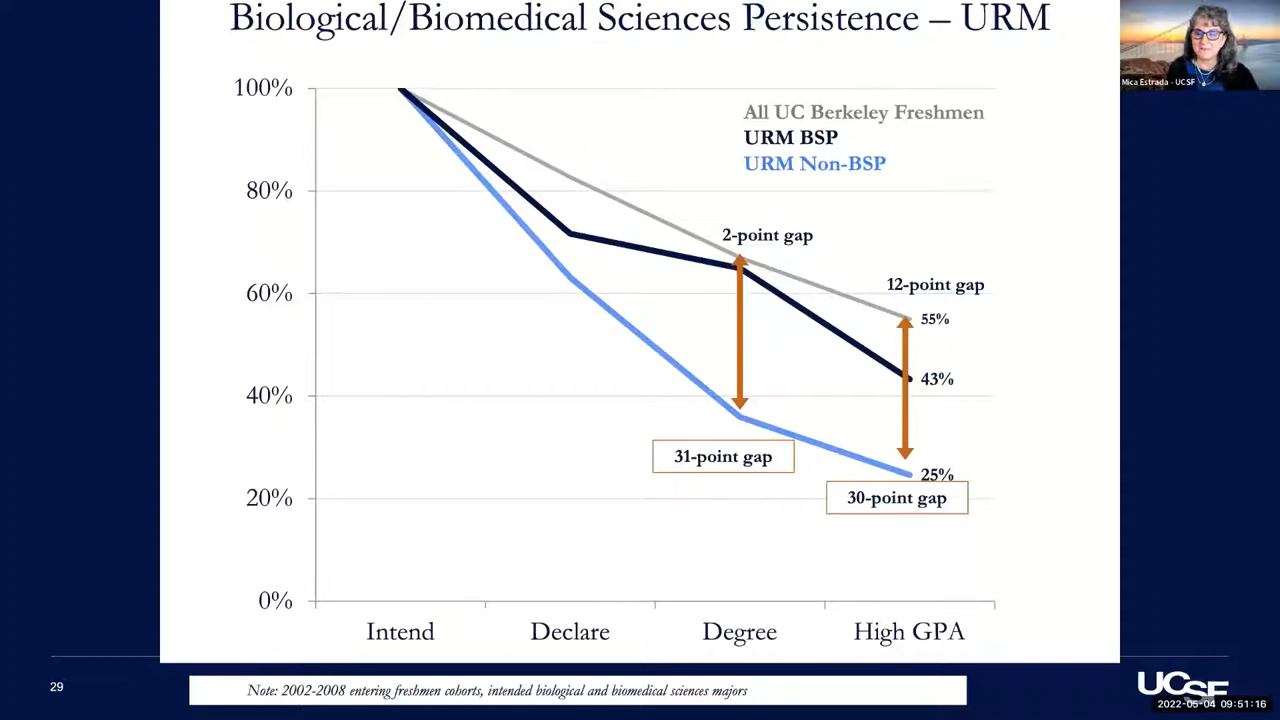 Biological/Biomedical Sciences Persistence – URM
Mica Estrada - UCSF
100%
80%
60%
40%
20%
0%
All UC Berkeley Freshmen
URM BSP
URM Non-BSP
2-point gap
12-point gap
55%
43%
31-point gap
25%
30-point gap
Intend
Declare
Degree
High GPA
29
Note: 2002-2008 entering freshmen cohorts, intended biological and biomedical sciences majors
UCSF
2022-05-04 09:51:16